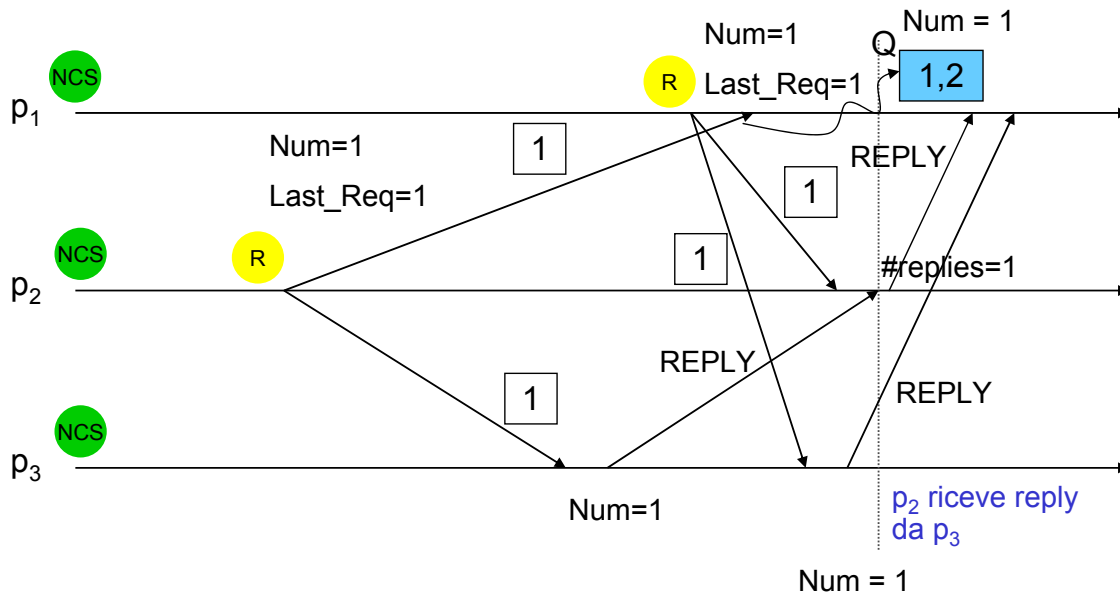 Num = 1
Num=1
Q
NCS
R
Last_Req=1
1,2
p1
1
Num=1
REPLY
Last_Req=1
1
NCS
R
1
#replies=1
p2
REPLY
1
REPLY
NCS
p3
Num=1
p2 riceve reply
da p3
Num = 1